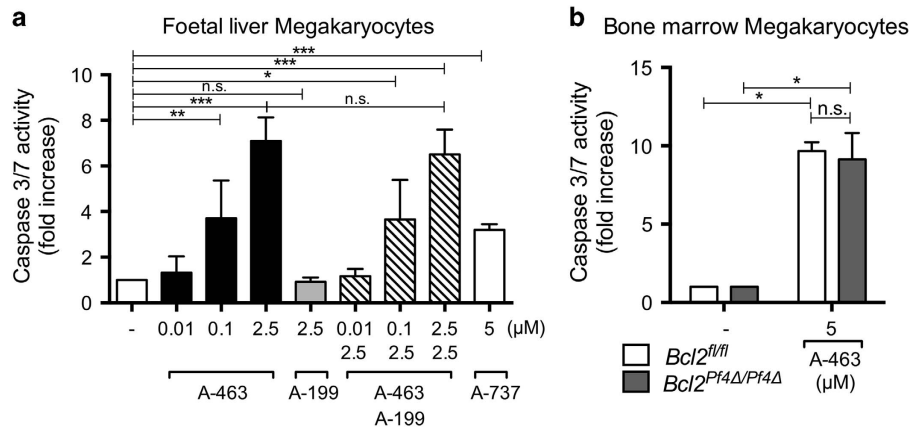 a
Foetal liver Megakaryocytes
Caspase 3/7 activity
(fold increase)
10
8
6
4
2
0
***
***
*
n.s.
***
n.s.
**
- 0.01 0.1 2.5 2.5 0.01 0.1 2.5 5 (µM)
2.5 2.5 2.5
A-463 A-199 A-463 A-737
A-199
b
Bone marrow Megakaryocytes
Caspase 3/7 activity
(fold increase)
15
10
5
0
*
*
n.s.
- 5
A-463
(µM)
Bcl2fl/fl
Bcl2Pf4Δ/Pf4Δ